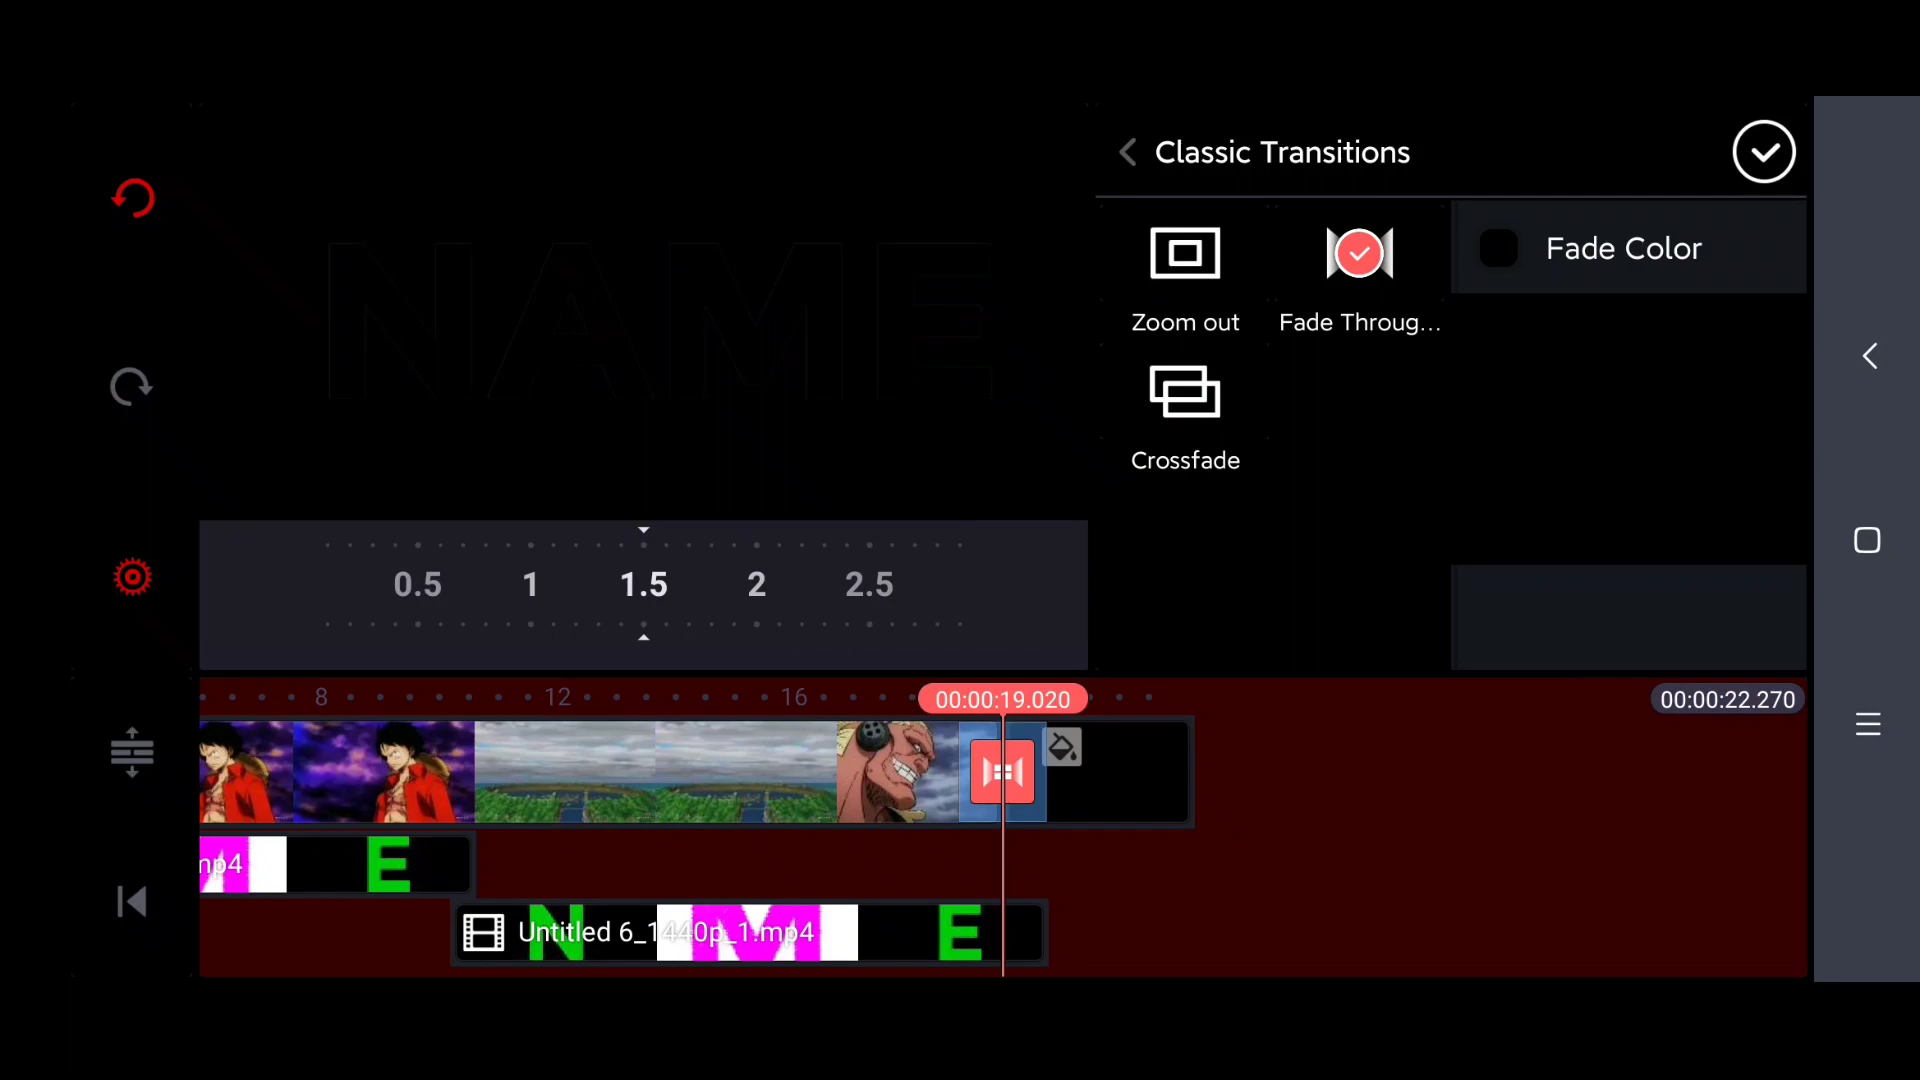 Classic Transitions
NAME
Zoom out
Fade Throug...
Fade Color
Crossfade
0.5 1 1.5 2 2.5
8 12 16 00:00:19.020 00:00:22.270
mp4 M E
N Untitled 6_1440p_1.mp4 M E